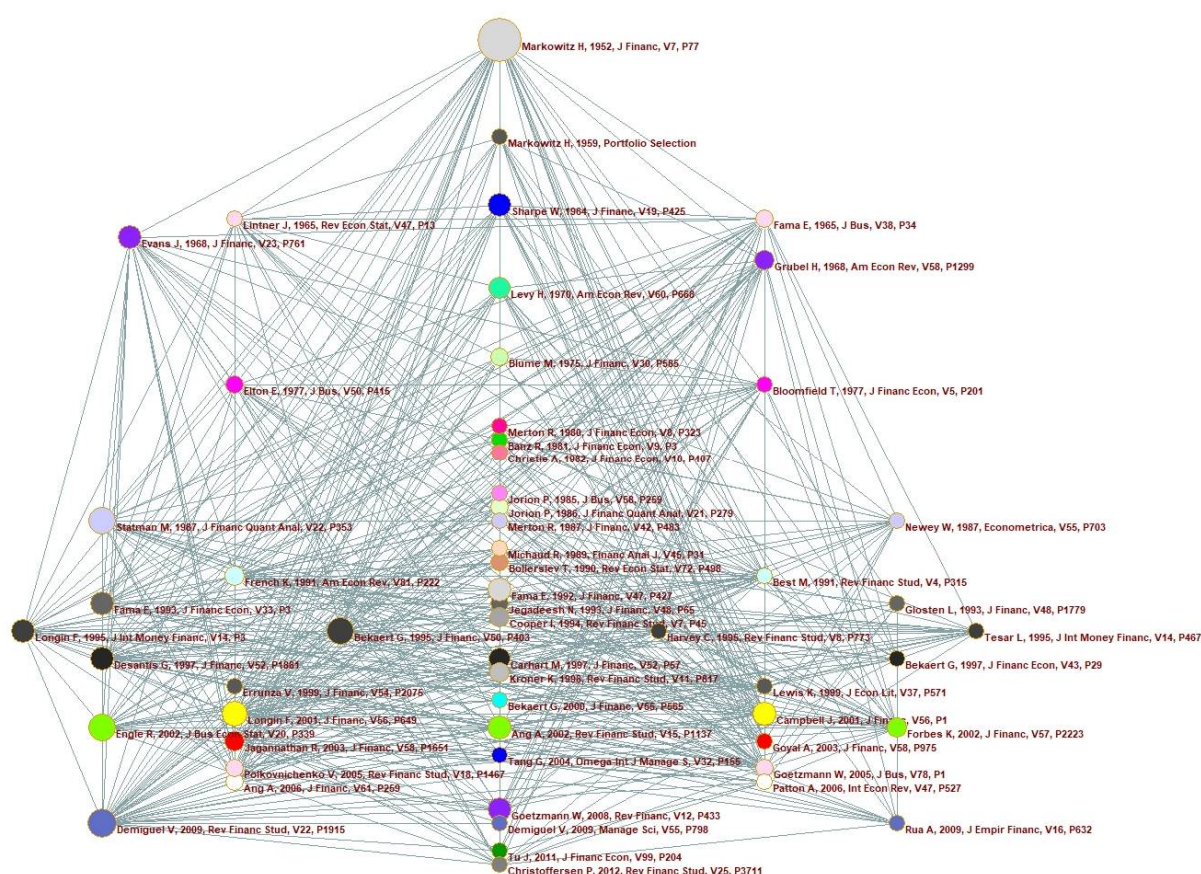 Markowitz H, 1952, J Financ, V7, P77
Markowitz H, 1959, Portfolio Selection
Sharpe W, 1964, J Financ, V19, P425
Lintner J, 1965, Rev Econ Stat, V47, P13
Fama E, 1965, J Bus, V38, P34
Evans J, 1968, J Financ, V23, P761
Grubel H, 1968, Am Econ Rev, V58, P1299
Levy H, 1970, Am Econ Rev, V60, P668
Blume M, 1975, J Financ, V30, P585
Elton E, 1977, J Bus, V50, P415
Bloomfield T, 1977, J Financ Econ, V5, P201
Merton R, 1980, J Financ Econ, V8, P323
Banz R, 1981, J Financ Econ, V9, P3
Christie A, 1982, J Financ Econ, V10, P407
Jorion P, 1985, J Bus, V58, P259
Jorion P, 1986, J Financ Quant Anal, V21, P279
Statman M, 1987, J Financ Quant Anal, V22, P353
Merton R, 1987, J Financ, V42, P483
Newey W, 1987, Econometrica, V55, P703
Michaud R, 1989, Financ Anal J, V45, P31
Bollerslev T, 1990, Rev Econ Stat, V72, P498
French K, 1991, Am Econ Rev, V81, P222
Best M, 1991, Rev Financ Stud, V4, P315
Fama E, 1992, J Financ, V47, P427
Fama E, 1993, J Financ Econ, V33, P3
Jegadeesh N, 1993, J Financ, V48, P65
Glosten L, 1993, J Financ, V48, P1779
Cooper I, 1994, Rev Financ Stud, V7, P45
Longin F, 1995, J Int Money Financ, V14, P3
Bekaert G, 1995, J Financ, V50, P403
Harvey C, 1995, Rev Financ Stud, V8, P773
Tesar L, 1995, J Int Money Financ, V14, P467
Desantis G, 1997, J Financ, V52, P1881
Carhart M, 1997, J Financ, V52, P57
Bekaert G, 1997, J Financ Econ, V43, P29
Kroner K, 1998, Rev Financ Stud, V11, P817
Errunza V, 1999, J Financ, V54, P2075
Lewis K, 1999, J Econ Lit, V37, P571
Bekaert G, 2000, J Financ, V55, P565
Longin F, 2001, J Financ, V56, P649
Campbell J, 2001, J Financ, V56, P1
Engle R, 2002, J Bus Econ Stat, V20, P339
Ang A, 2002, Rev Financ Stud, V15, P1137
Forbes K, 2002, J Financ, V57, P2223
Jagannathan R, 2003, J Financ, V58, P1651
Goyal A, 2003, J Financ, V58, P975
Tang G, 2004, Omega Int J Manage S, V32, P155
Polkovnichenko V, 2005, Rev Financ Stud, V18, P1467
Goetzmann W, 2005, J Bus, V78, P1
Ang A, 2006, J Financ, V61, P259
Patton A, 2006, Int Econ Rev, V47, P527
Goetzmann W, 2008, Rev Financ, V12, P433
Demiguel V, 2009, Rev Financ Stud, V22, P1915
Demiguel V, 2009, Manage Sci, V55, P798
Rua A, 2009, J Empir Financ, V16, P632
Tu J, 2011, J Financ Econ, V99, P204
Christoffersen P, 2012, Rev Financ Stud, V25, P3711